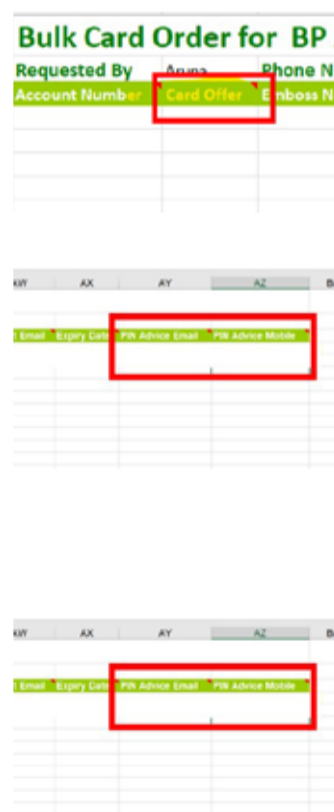 Bulk Card Order for BP
Requested By Aruna Phone N
Account Number Card Offer Emboss N
AW AX AY AZ B
t Email Expiry Date PIN Advice Email PIN Advice Mobile
AW AX AY AZ B
t Email Expiry Date PIN Advice Email PIN Advice Mobile